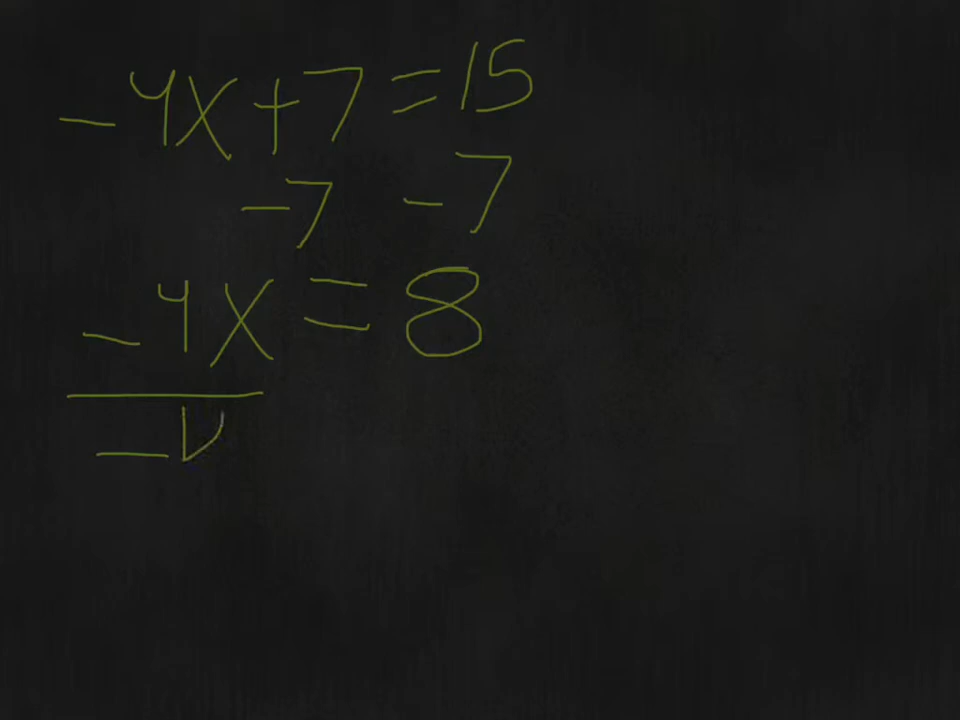 -4x+7=15
-7 -7
-4x = 8
-